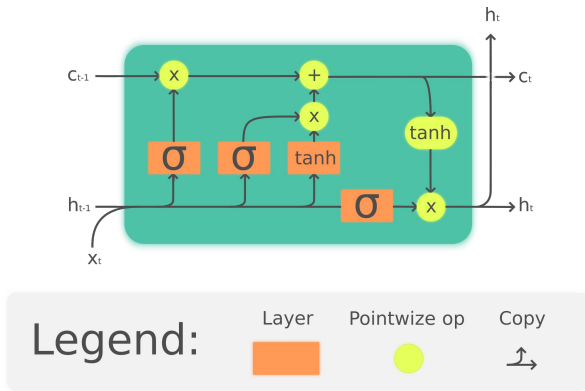 hₜ
cₜ₋₁ x + cₜ
x
tanh
σ σ tanh
hₜ₋₁ σ x hₜ
xₜ
Legend:
Layer Pointwize op Copy